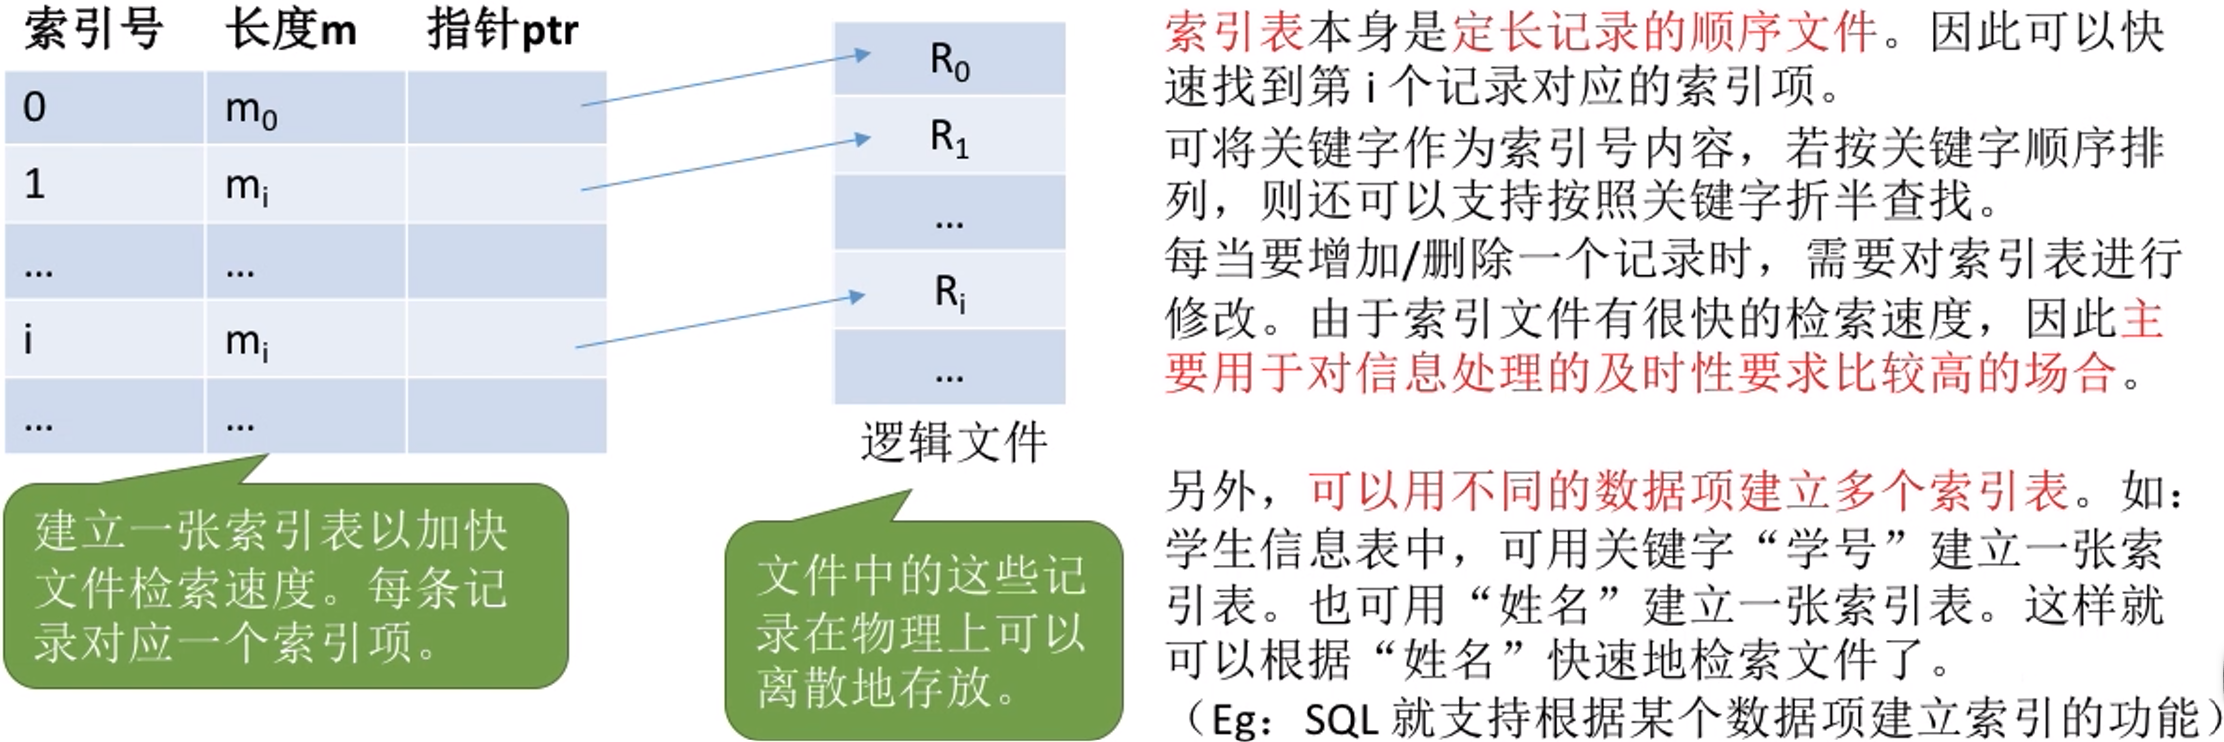 索引号 长度m 指针ptr
0 m0
1 mi
... ...
i mi
... ...
R0
R1
...
Ri
...
逻辑文件
建立一张索引表以加快
文件检索速度。每条记
录对应一个索引项。
文件中的这些记
录在物理上可以
离散地存放。
索引表本身是定长记录的顺序文件。因此可以快
速找到第 i 个记录对应的索引项。
可将关键字作为索引号内容，若按关键字顺序排
列，则还可以支持按照关键字折半查找。
每当要增加/删除一个记录时，需要对索引表进行
修改。由于索引文件有很快的检索速度，因此主
要用于对信息处理的及时性要求比较高的场合。
另外，可以用不同的数据项建立多个索引表。如：
学生信息表中，可用关键字“学号”建立一张索
引表。也可用“姓名”建立一张索引表。这样就
可以根据“姓名”快速地检索文件了。
（Eg：SQL 就支持根据某个数据项建立索引的功能）